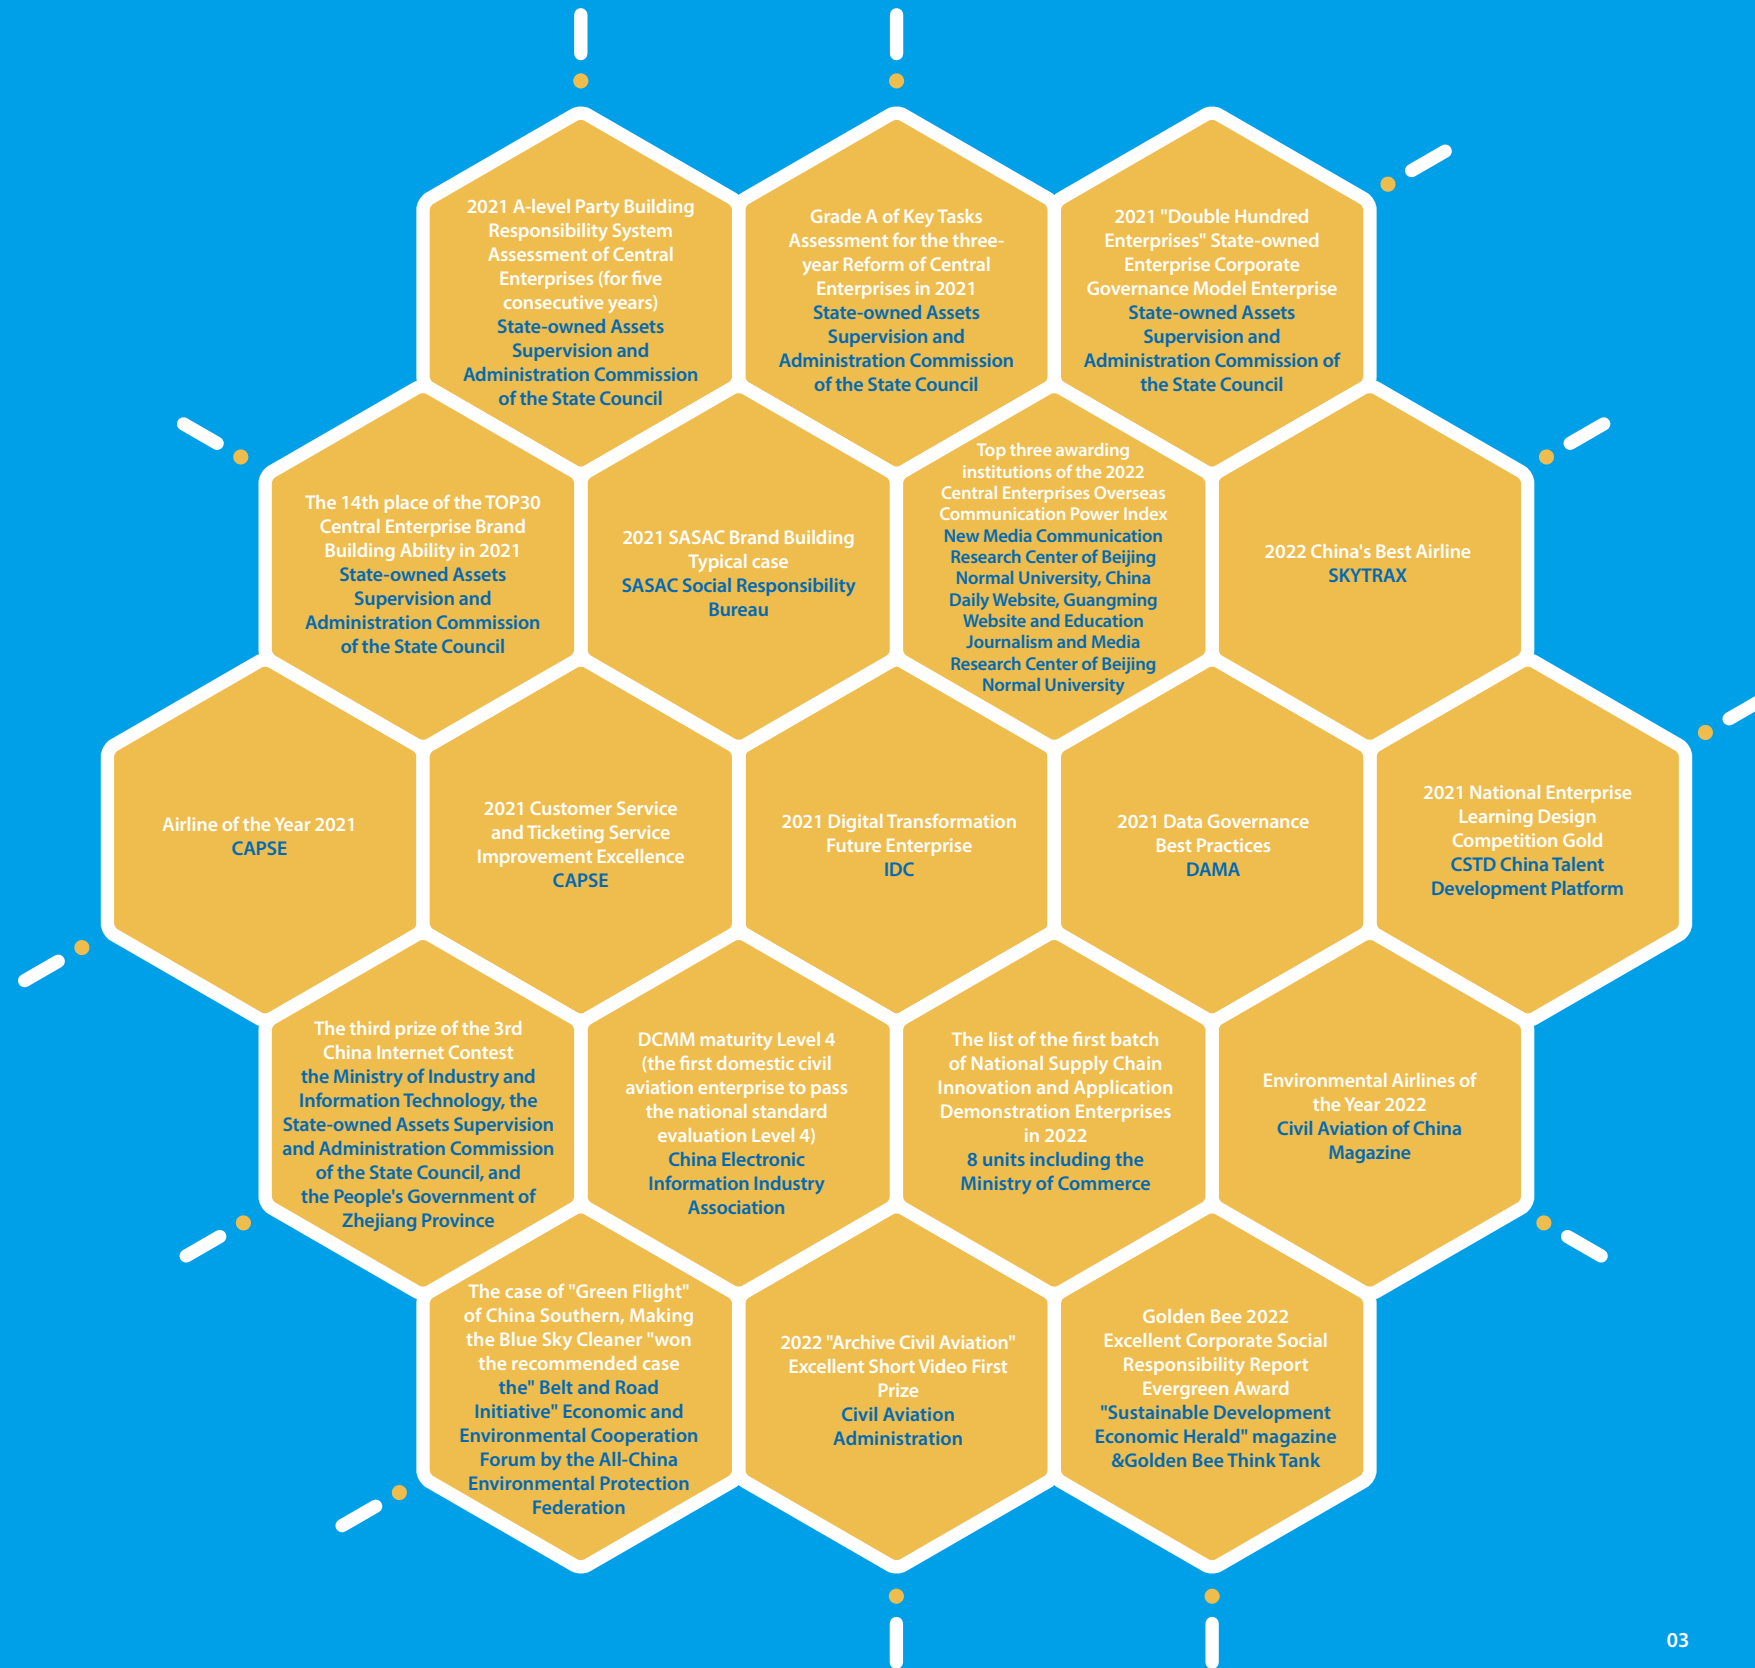 2021 A-level Party Building
Responsibility System
Assessment of Central
Enterprises (for five
consecutive years)
State-owned Assets
Supervision and
Administration Commission
of the State Council
Grade A of Key Tasks
Assessment for the three-
year Reform of Central
Enterprises in 2021
State-owned Assets
Supervision and
Administration Commission
of the State Council
2021 "Double Hundred
Enterprises" State-owned
Enterprise Corporate
Governance Model Enterprise
State-owned Assets
Supervision and
Administration Commission of
the State Council
The 14th place of the TOP30
Central Enterprise Brand
Building Ability in 2021
State-owned Assets
Supervision and
Administration Commission
of the State Council
2021 SASAC Brand Building
Typical case
SASAC Social Responsibility
Bureau
Top three awarding
institutions of the 2022
Central Enterprises Overseas
Communication Power Index
New Media Communication
Research Center of Beijing
Normal University, China
Daily Website, Guangming
Website and Education
Journalism and Media
Research Center of Beijing
Normal University
2022 China's Best Airline
SKYTRAX
Airline of the Year 2021
CAPSE
2021 Customer Service
and Ticketing Service
Improvement Excellence
CAPSE
2021 Digital Transformation
Future Enterprise
IDC
2021 Data Governance
Best Practices
DAMA
2021 National Enterprise
Learning Design
Competition Gold
CSTD China Talent
Development Platform
The third prize of the 3rd
China Internet Contest
the Ministry of Industry and
Information Technology, the
State-owned Assets Supervision
and Administration Commission
of the State Council, and
the People's Government of
Zhejiang Province
DCMM maturity Level 4
(the first domestic civil
aviation enterprise to pass
the national standard
evaluation Level 4)
China Electronic
Information Industry
Association
The list of the first batch
of National Supply Chain
Innovation and Application
Demonstration Enterprises
in 2022
8 units including the
Ministry of Commerce
Environmental Airlines of
the Year 2022
Civil Aviation of China
Magazine
The case of "Green Flight"
of China Southern, Making
the Blue Sky Cleaner "won
the recommended case
the" Belt and Road
Initiative" Economic and
Environmental Cooperation
Forum by the All-China
Environmental Protection
Federation
2022 "Archive Civil Aviation"
Excellent Short Video First
Prize
Civil Aviation
Administration
Golden Bee 2022
Excellent Corporate Social
Responsibility Report
Evergreen Award
"Sustainable Development
Economic Herald" magazine
&Golden Bee Think Tank
03